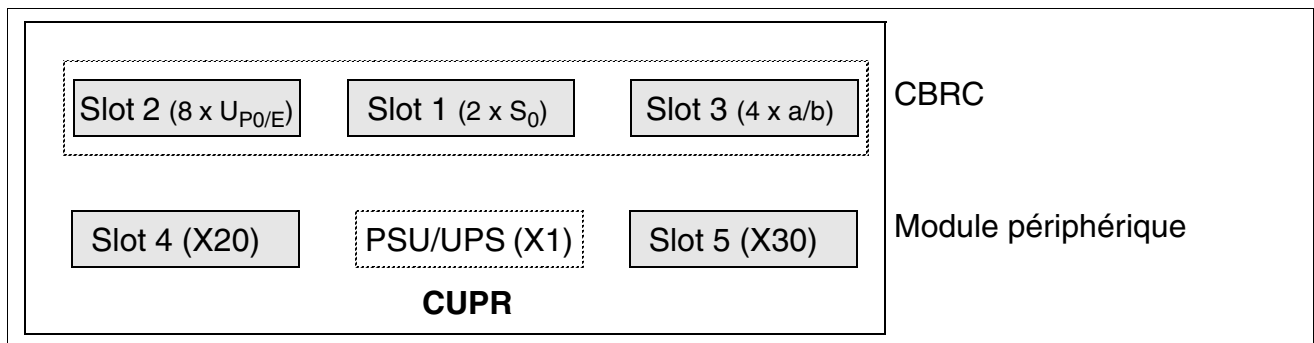 Slot 2 (8 x UP0/E) Slot 1 (2 x S0) Slot 3 (4 x a/b) CBRC
Slot 4 (X20) PSU/UPS (X1) Slot 5 (X30) Module périphérique
CUPR